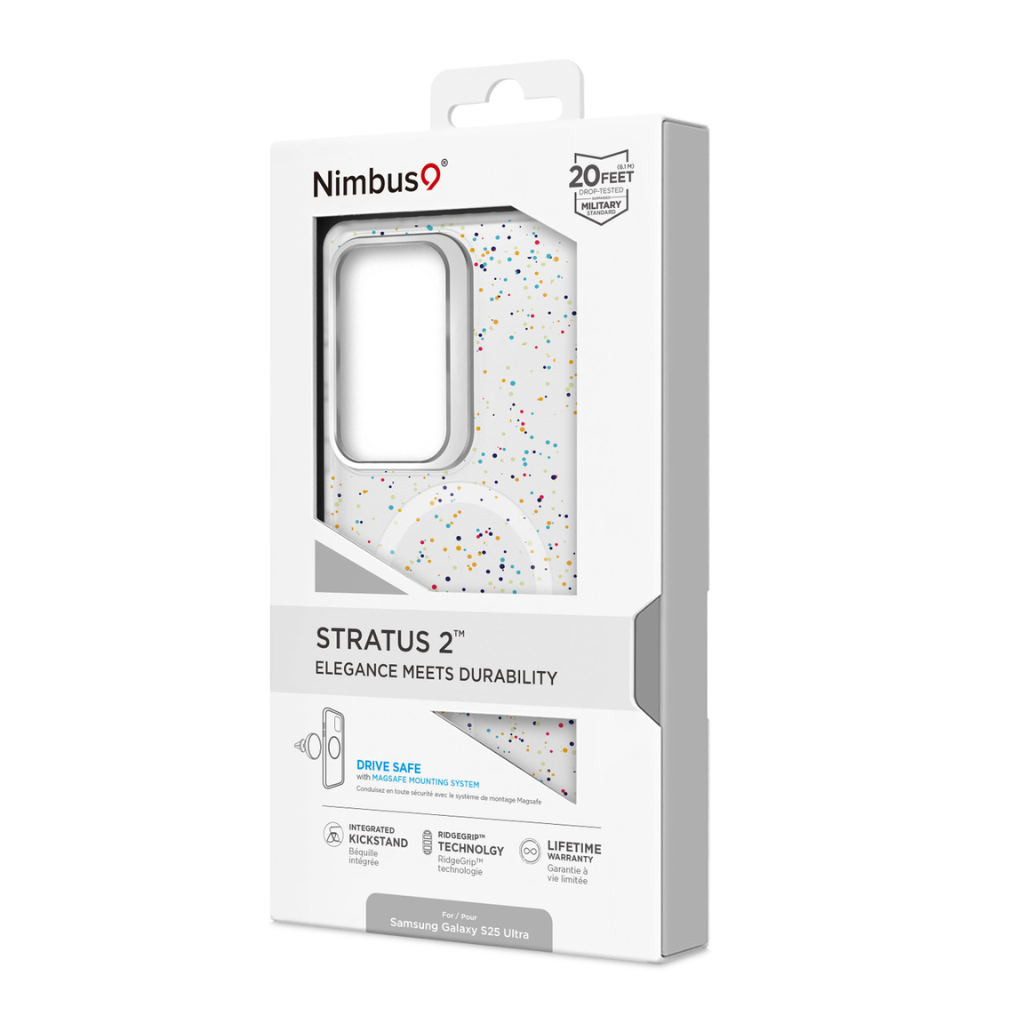 Nimbus9®
(6.1 M)
20 FEET
DROP-TESTED
SURPASSES
MILITARY
STANDARD
STRATUS 2™
ELEGANCE MEETS DURABILITY
DRIVE SAFE
with MAGSAFE MOUNTING SYSTEM
Conduisez en toute sécurité avec le système de montage Magsafe
INTEGRATED
KICKSTAND
Béquille
intégrée
RIDGEGRIP™
TECHNOLGY
RidgeGrip™
technologie
LIFETIME
WARRANTY
Garantie à
vie limitée
For / Pour
Samsung Galaxy S25 Ultra